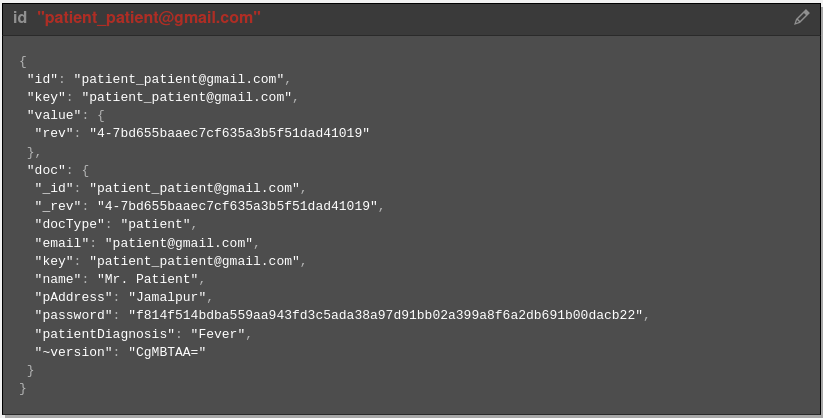 id "patient_patient@gmail.com"
{
"id": "patient_patient@gmail.com",
"key": "patient_patient@gmail.com",
"value": {
"rev": "4-7bd655baaec7cf635a3b5f51dad41019"
},
"doc": {
"_id": "patient_patient@gmail.com",
"_rev": "4-7bd655baaec7cf635a3b5f51dad41019",
"docType": "patient",
"email": "patient@gmail.com",
"key": "patient_patient@gmail.com",
"name": "Mr. Patient",
"pAddress": "Jamalpur",
"password": "f814f514bdba559aa943fd3c5ada38a97d91bb02a399a8f6a2db691b00dacb22",
"patientDiagnosis": "Fever",
"~version": "CgMBTAA="
}
}